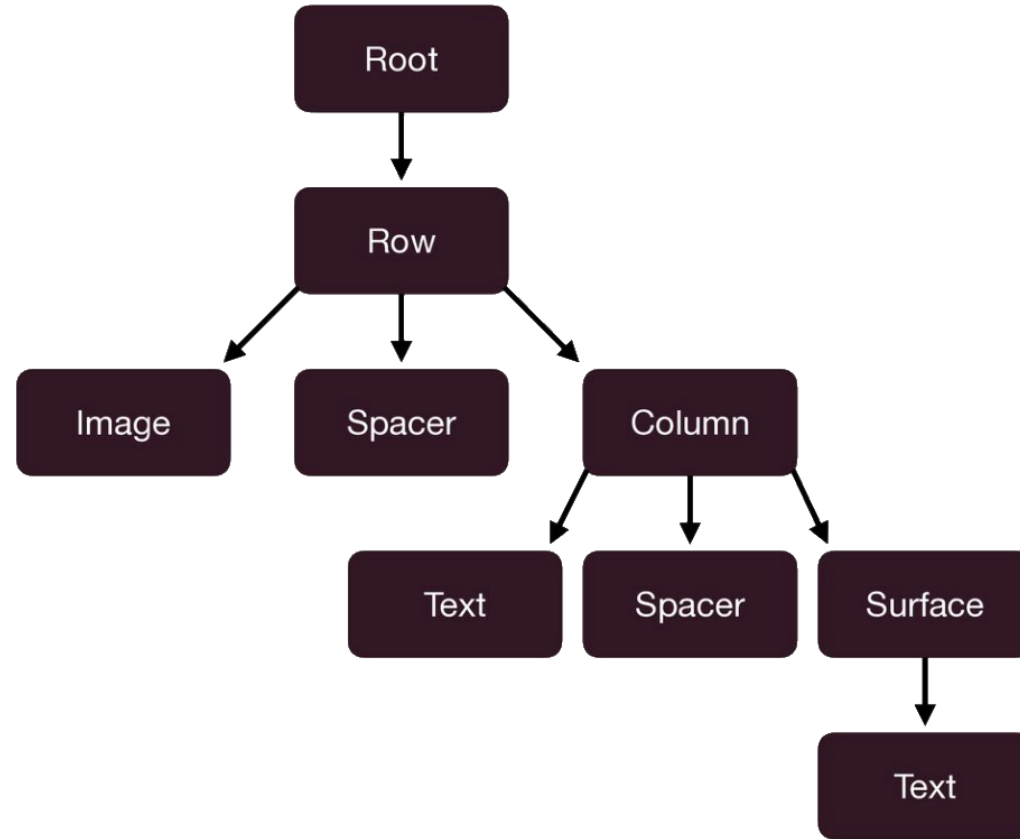 Root
Row
Image
Spacer
Column
Text
Spacer
Surface
Text